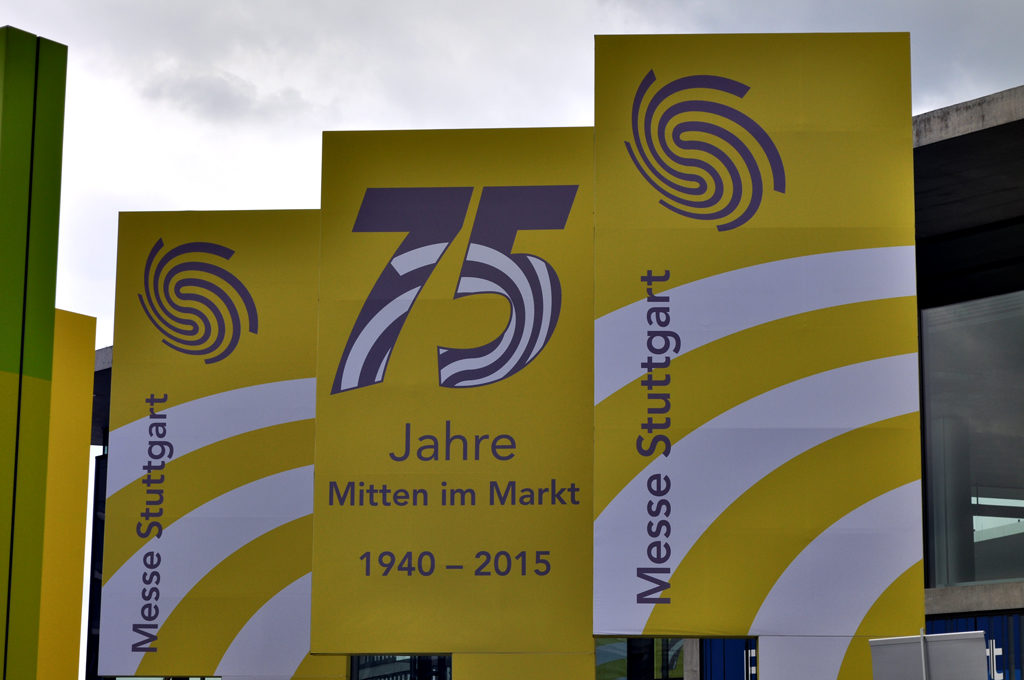 Messe Stuttgart
75
Jahre
Mitten im Markt
1940 – 2015
Messe Stuttgart